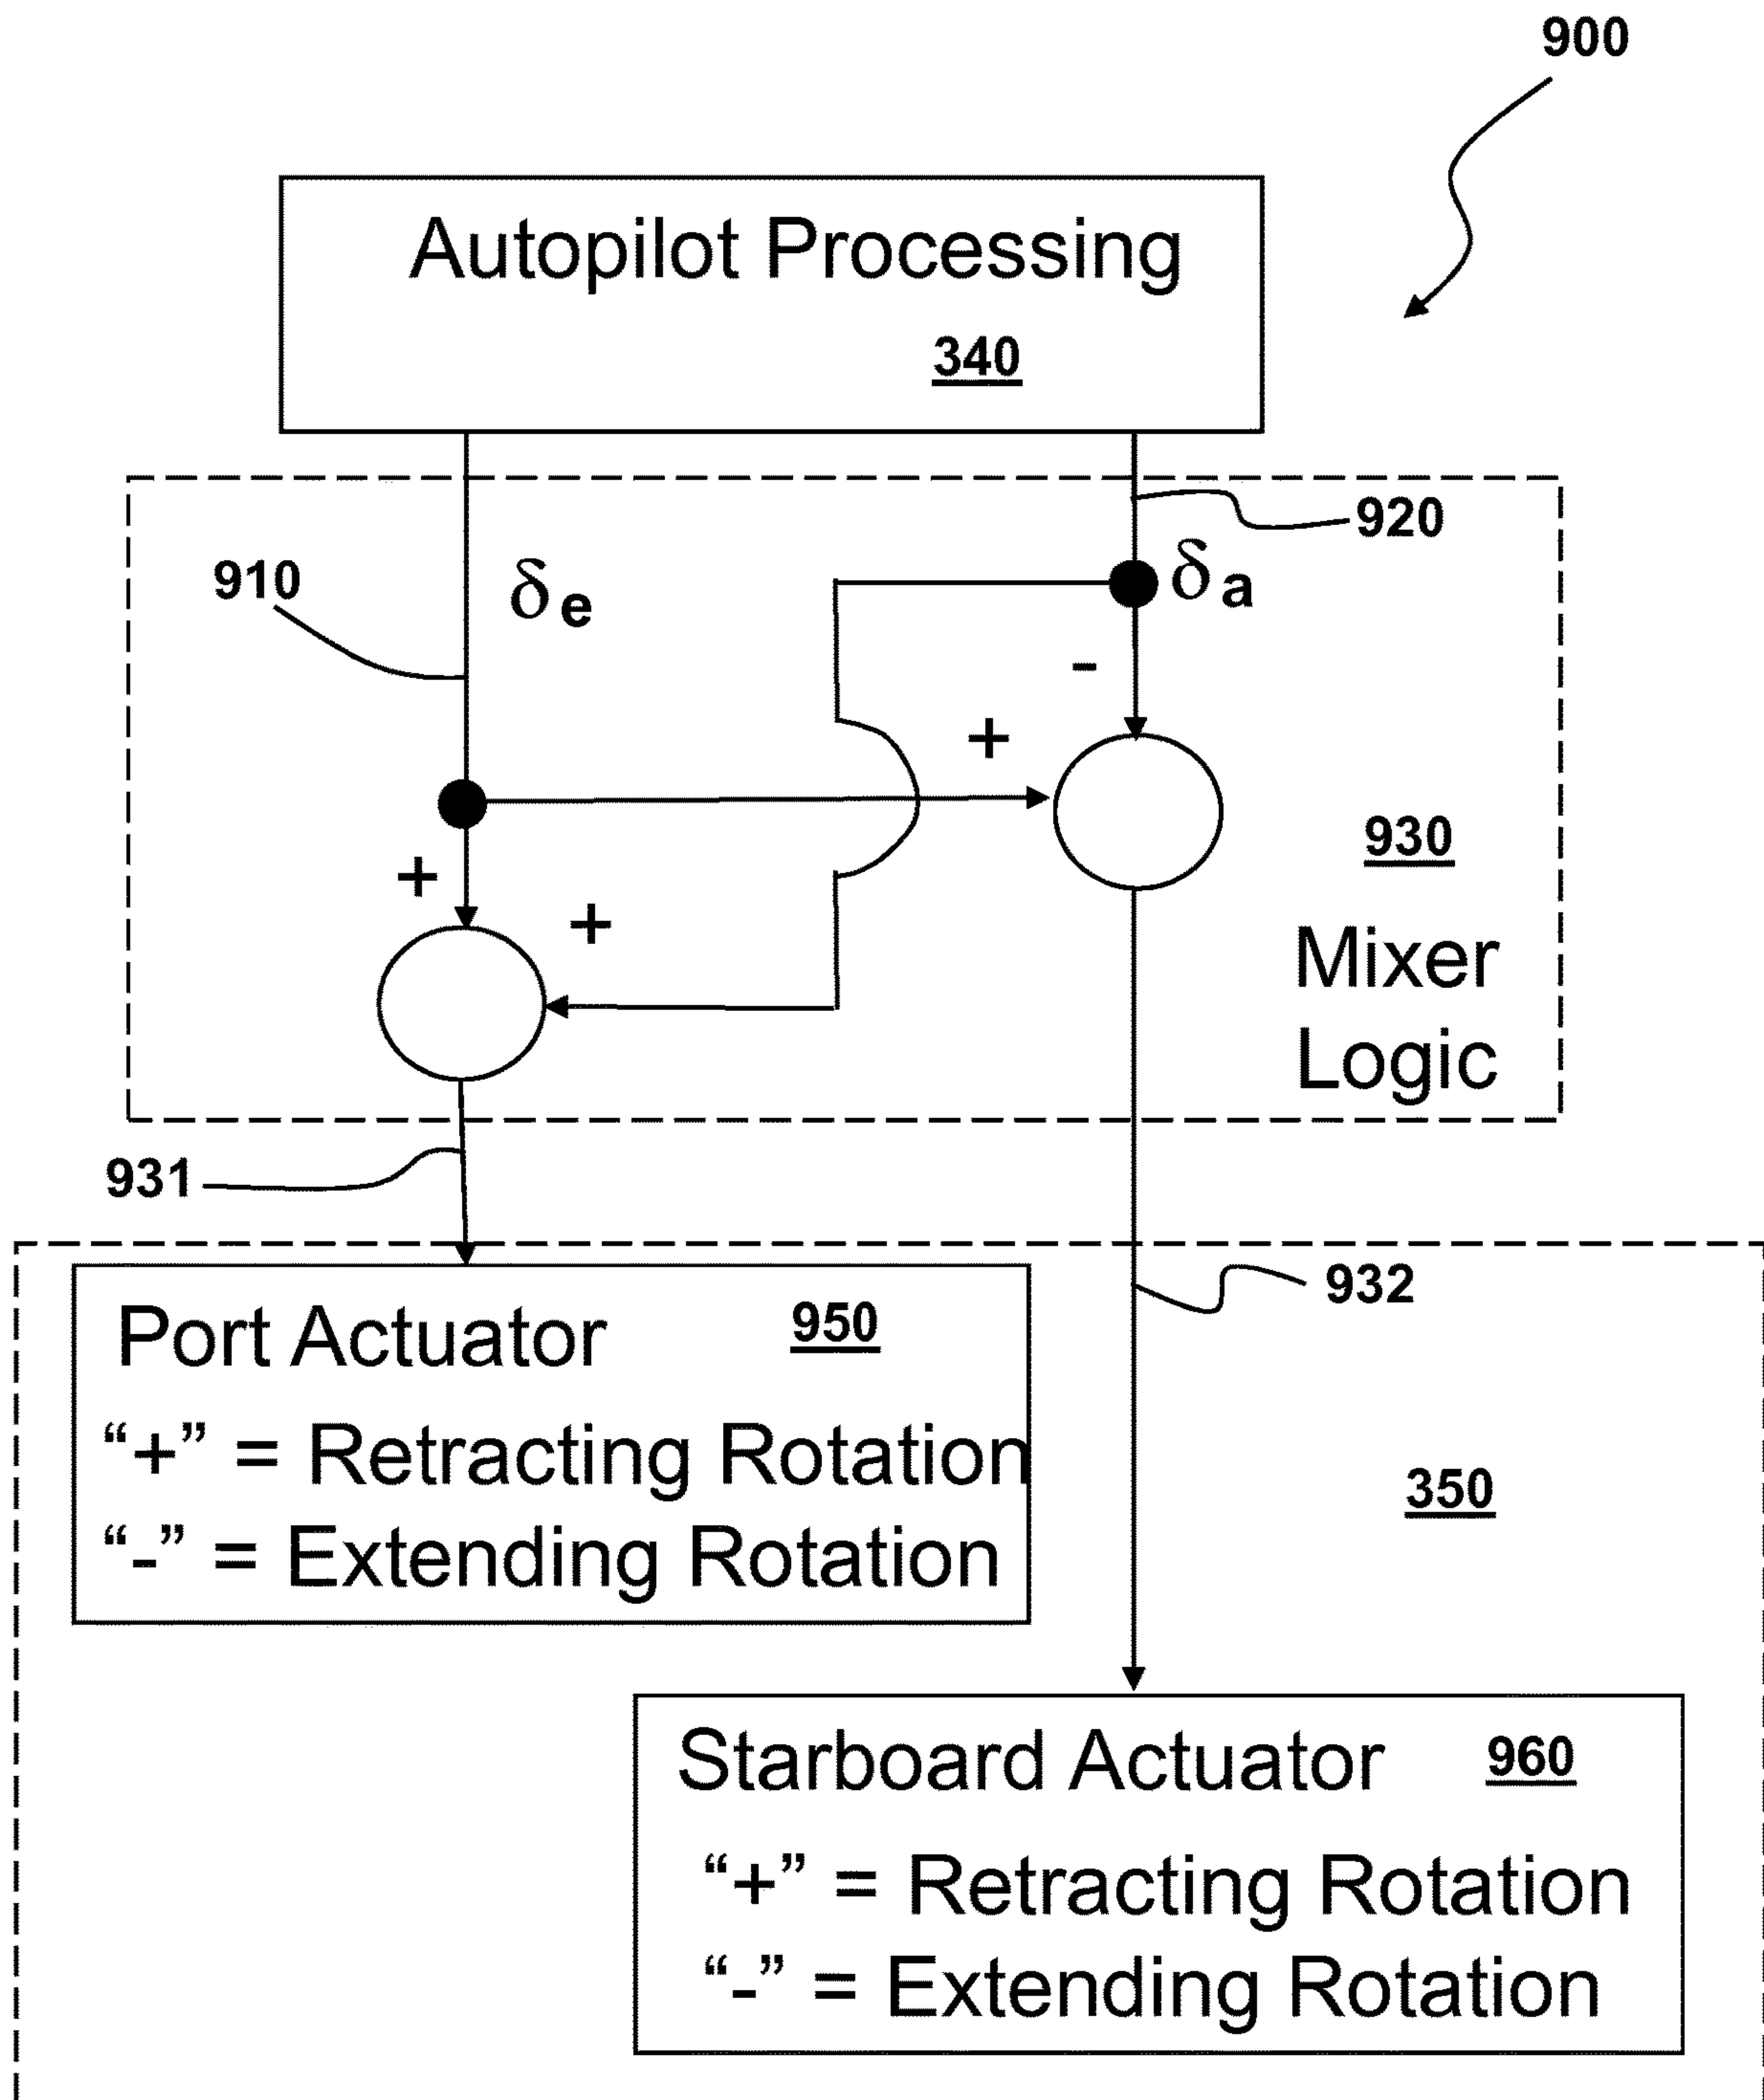 900
Autopilot Processing
340
920
910
δe
δa
-
+
+
+
930
Mixer
Logic
931
932
Port Actuator 950
“+” = Retracting Rotation
“-” = Extending Rotation
350
Starboard Actuator 960
“+” = Retracting Rotation
“-” = Extending Rotation